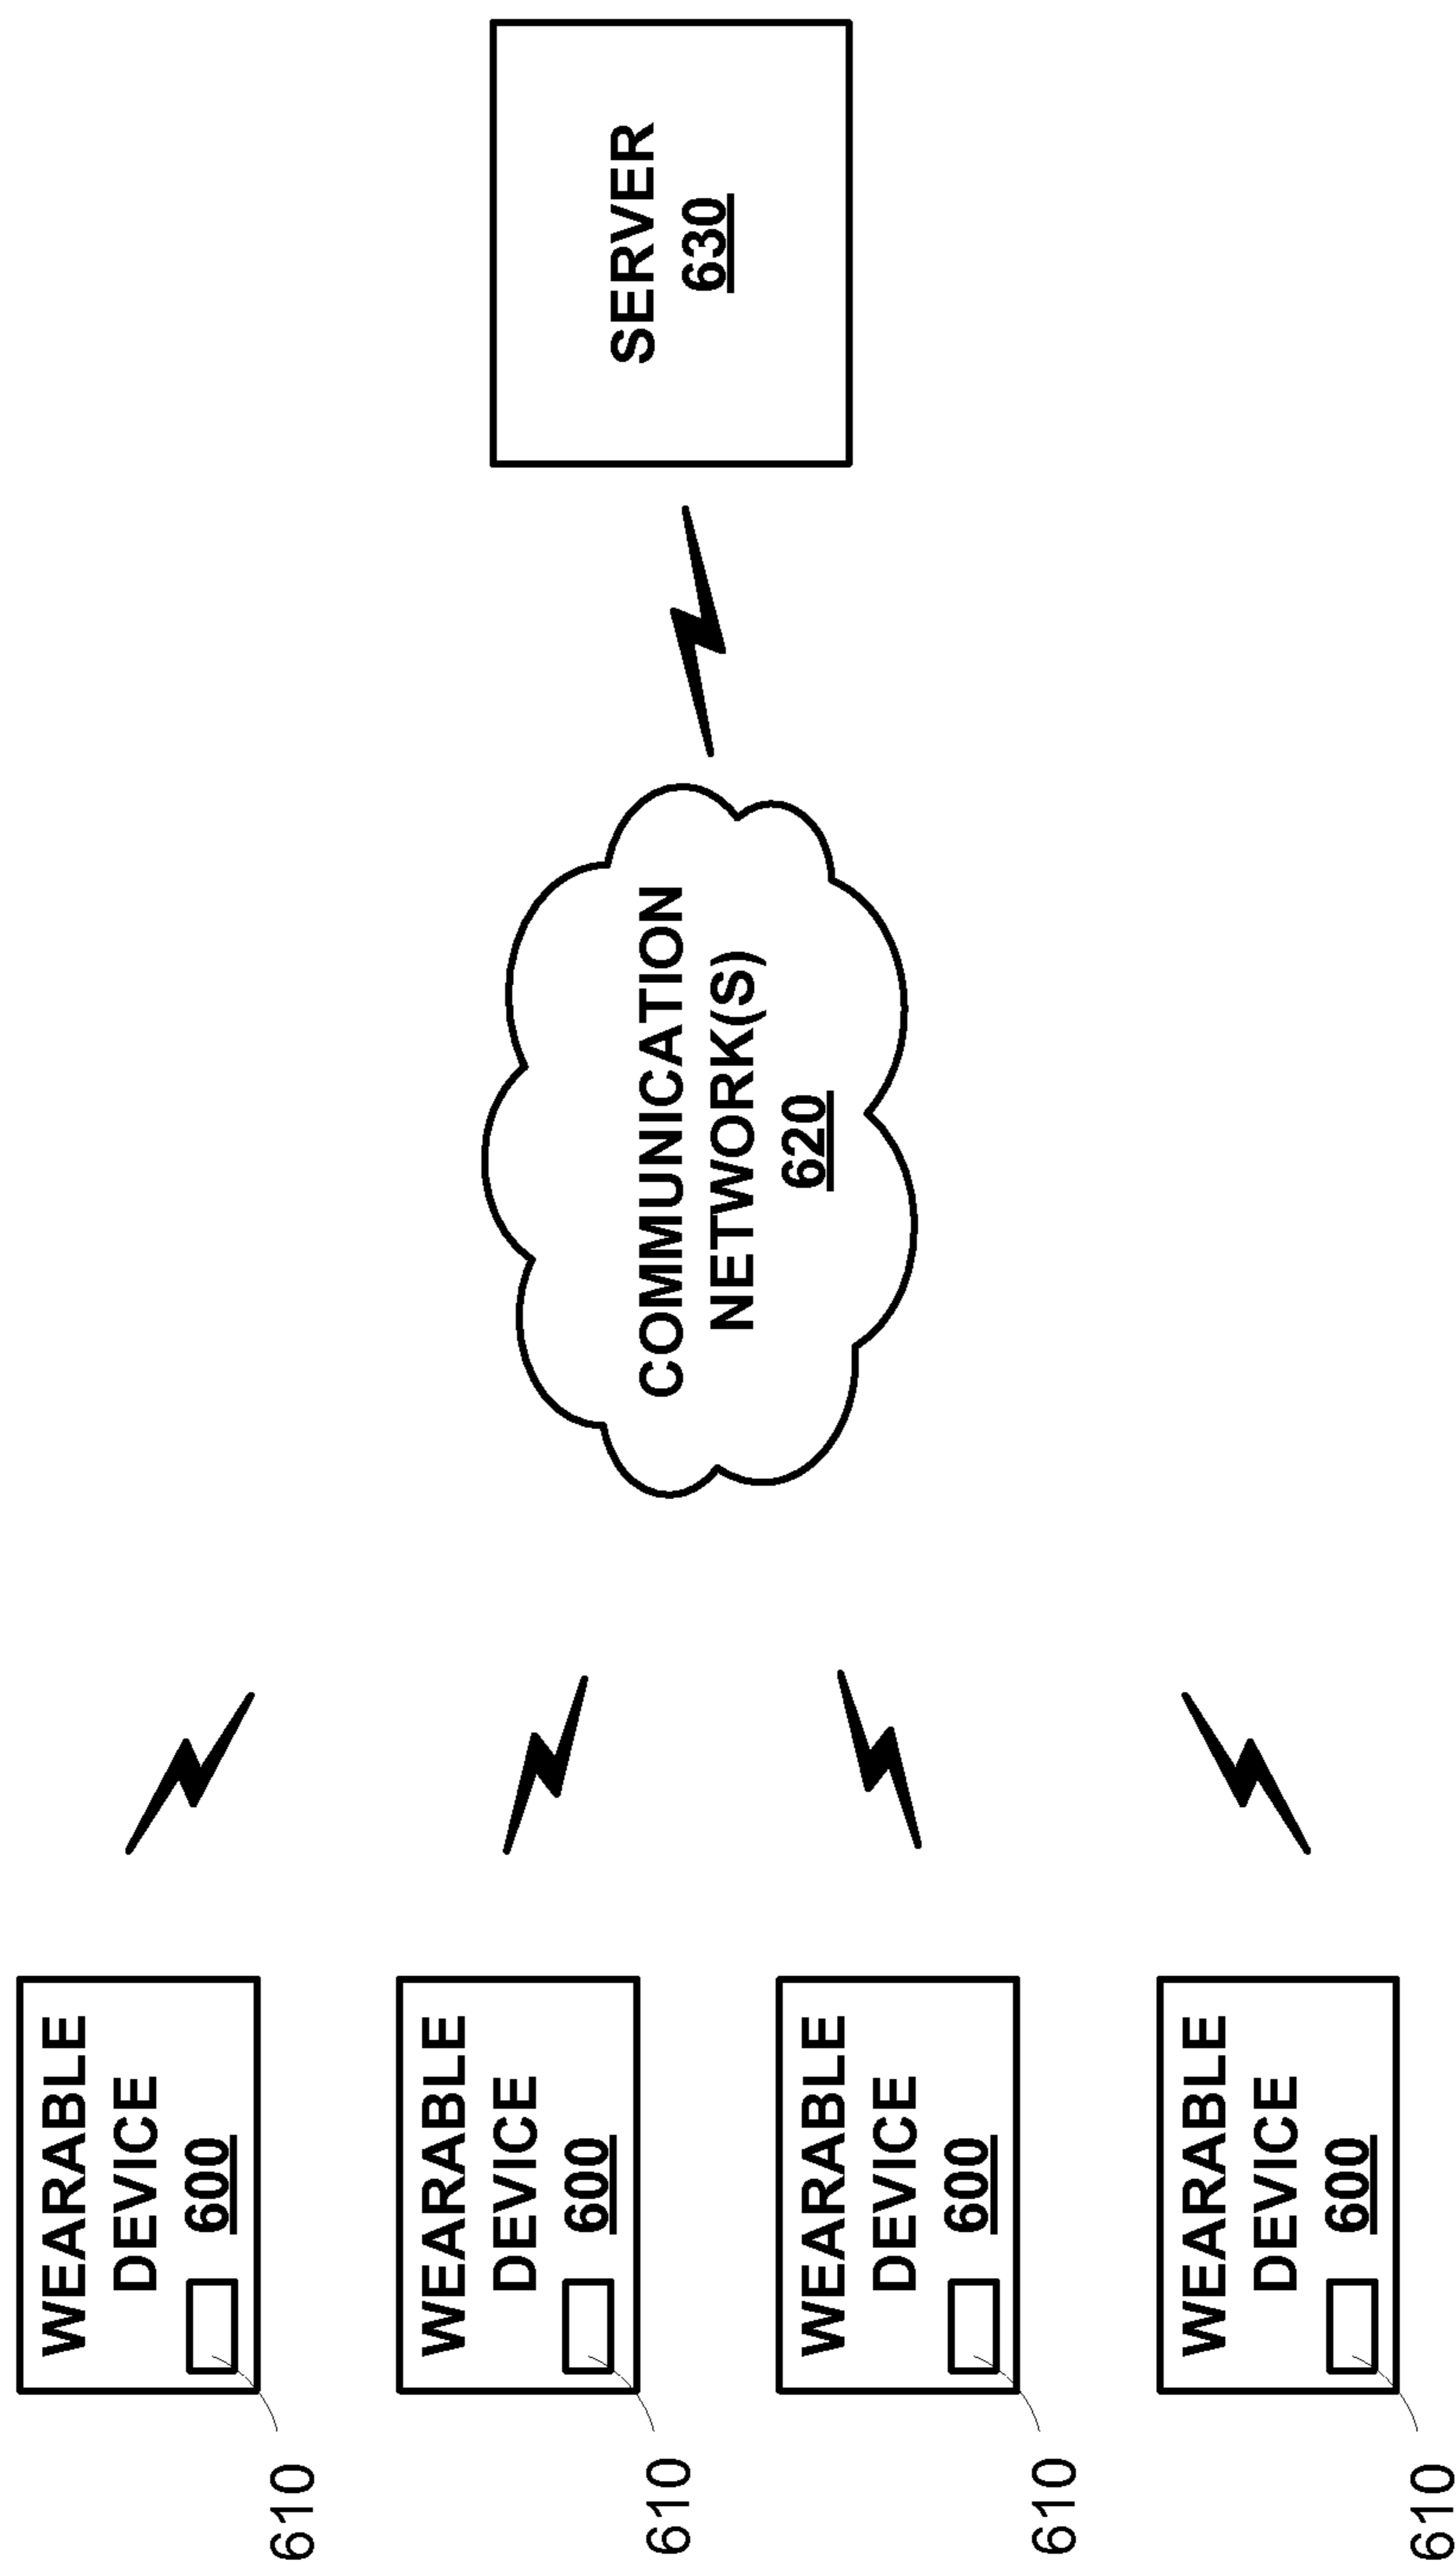 WEARABLE
DEVICE
600
610
WEARABLE
DEVICE
600
610
WEARABLE
DEVICE
600
610
WEARABLE
DEVICE
600
610
COMMUNICATION
NETWORK(S)
620
SERVER
630